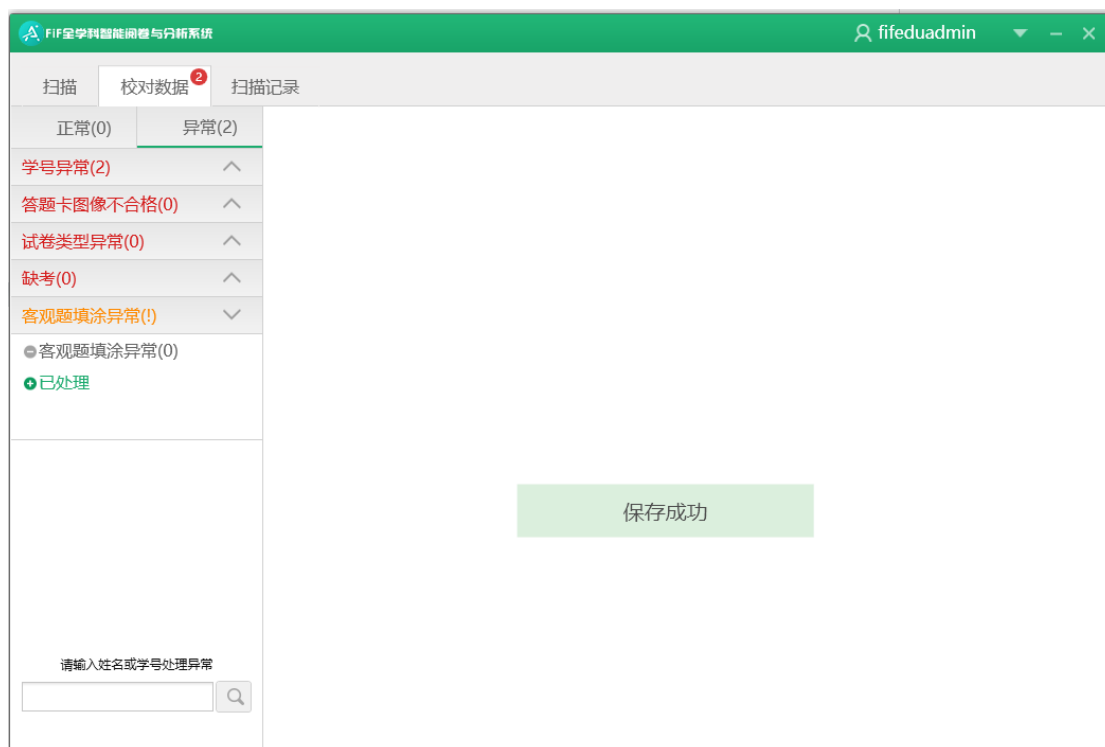 FiF全学科智能阅卷与分析系统
fifeduadmin
扫描
校对数据
2
扫描记录
正常(0)
异常(2)
学号异常(2)
答题卡图像不合格(0)
试卷类型异常(0)
缺考(0)
客观题填涂异常(!)
客观题填涂异常(0)
已处理
保存成功
请输入姓名或学号处理异常